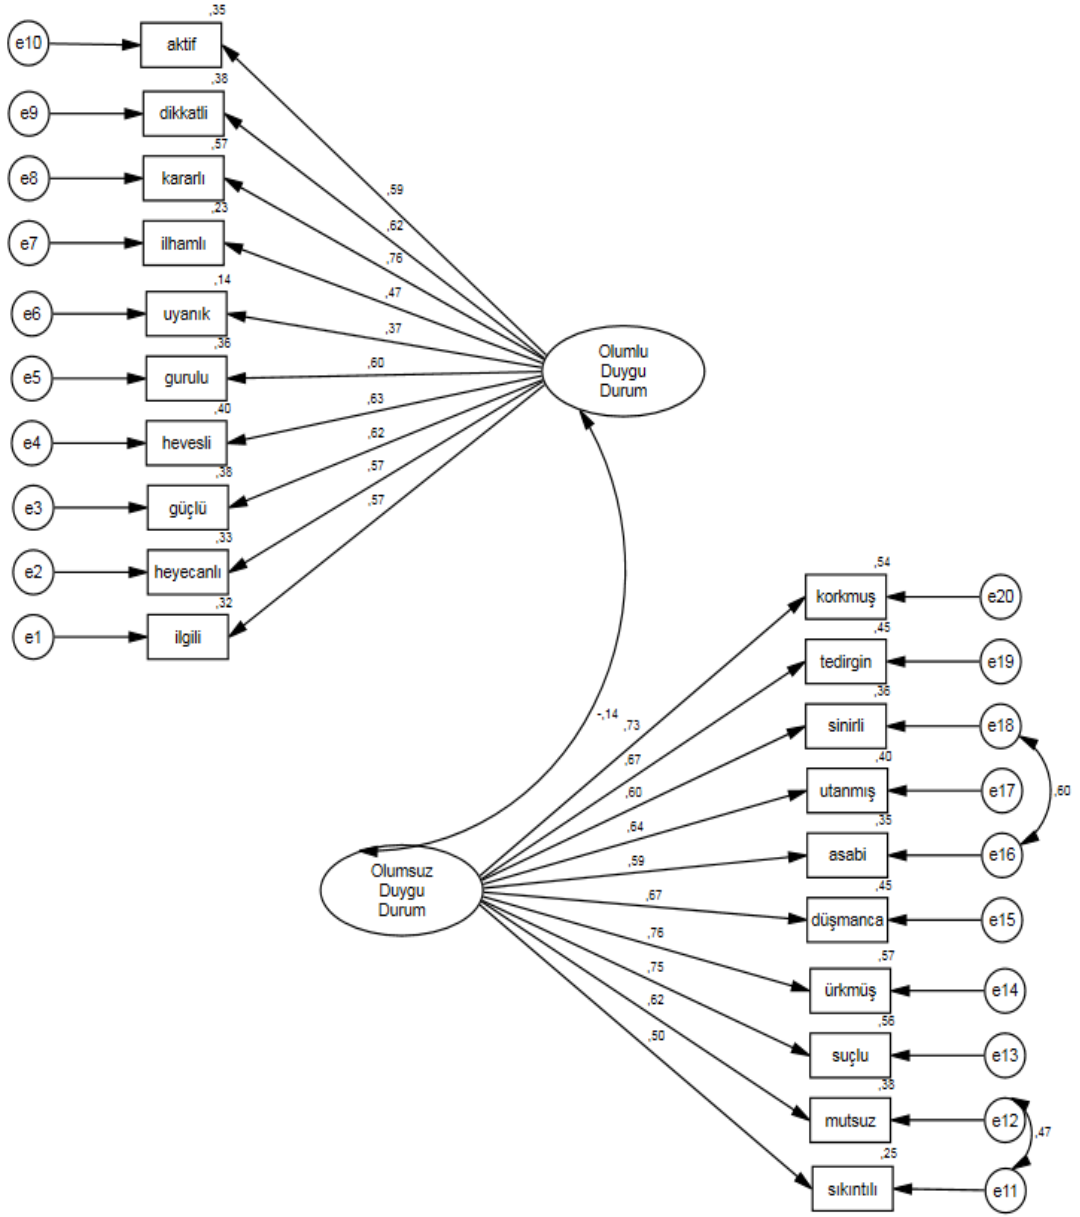 ,35
e10
aktif
,38
e9
dikkatli
,57
e8
kararlı
,23
e7
ilhamlı
,14
e6
uyanık
,36
e5
gurulu
,40
e4
hevesli
,38
e3
güçlü
,33
e2
heyecanlı
,32
e1
ilgili
,59
,62
,76
,47
,37
,60
,63
,62
,57
,57
Olumlu
Duygu
Durum
-,14
Olumsuz
Duygu
Durum
,73
,67
,60
,64
,59
,67
,76
,75
,62
,50
,54
korkmuş
e20
,45
tedirgin
e19
,36
sinirli
e18
,40
utanmış
e17
,60
,35
asabi
e16
,45
düşmanca
e15
,57
ürkmüş
e14
,56
suçlu
e13
,38
mutsuz
e12
,47
,25
sıkıntılı
e11